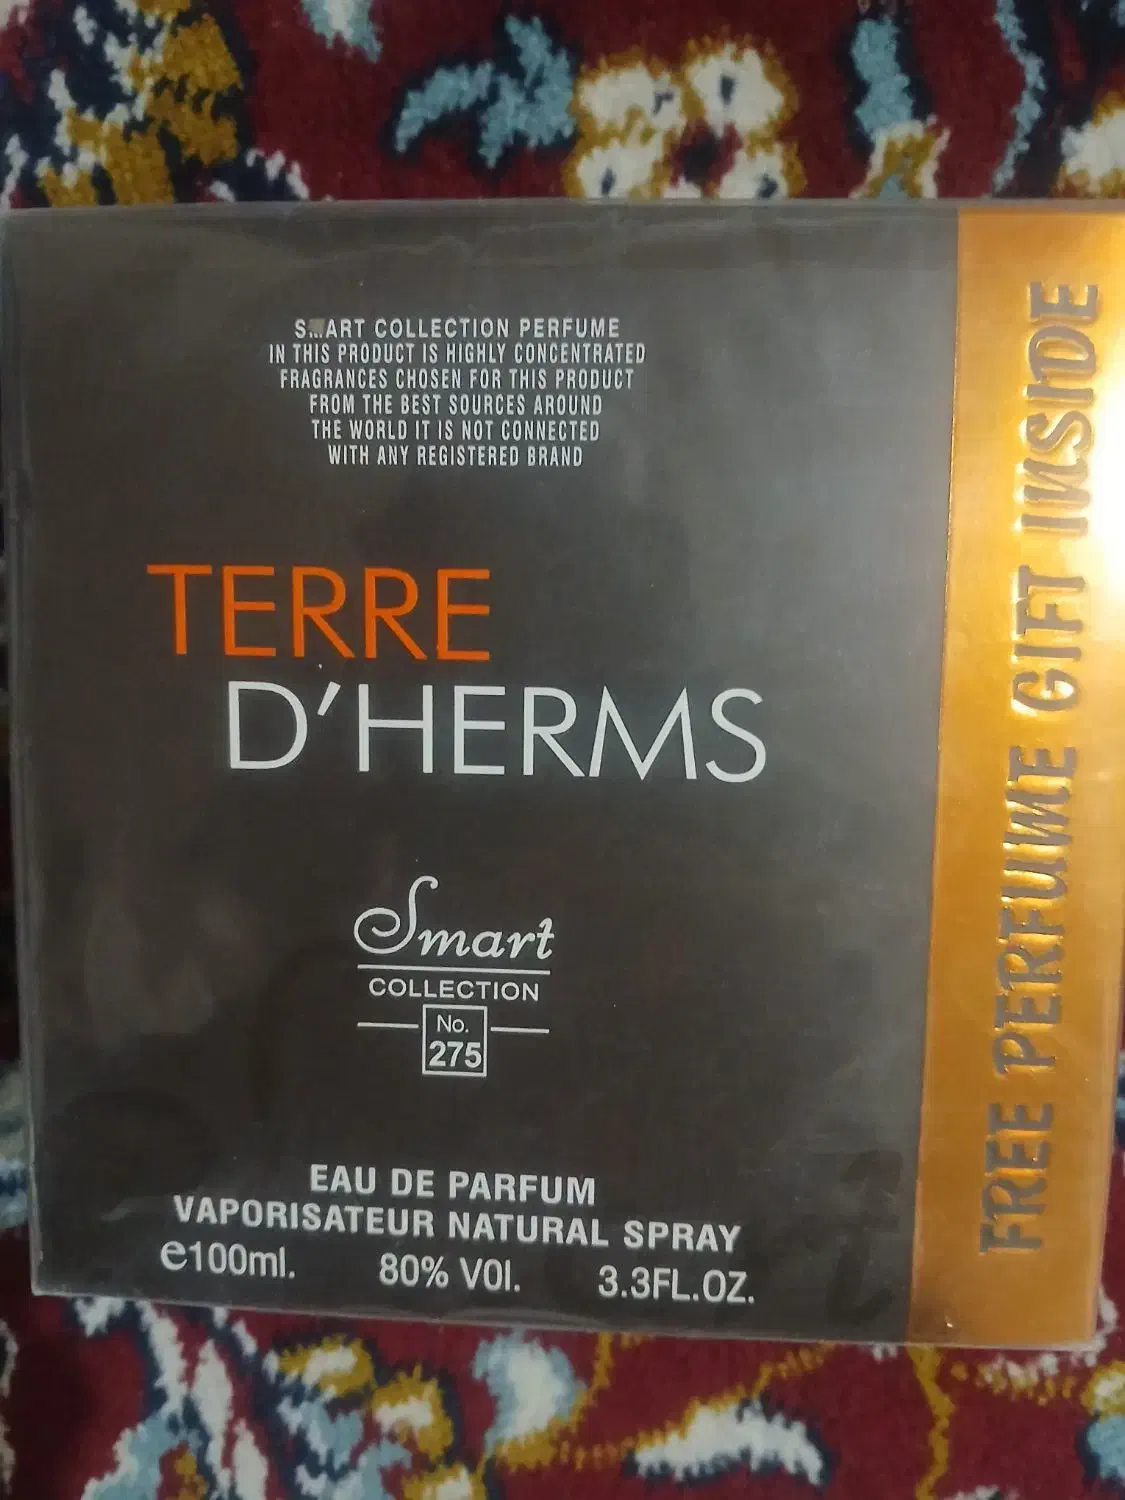 SMART COLLECTION PERFUME
IN THIS PRODUCT IS HIGHLY CONCENTRATED
FRAGRANCES CHOSEN FOR THIS PRODUCT
FROM THE BEST SOURCES AROUND
THE WORLD IT IS NOT CONNECTED
WITH ANY REGISTERED BRAND
TERRE
D'HERMS
Smart
COLLECTION
No.
275
EAU DE PARFUM
VAPORISATEUR NATURAL SPRAY
e100ml. 80% VOl. 3.3FL.OZ.
FREE PERFUME GIFT INSIDE